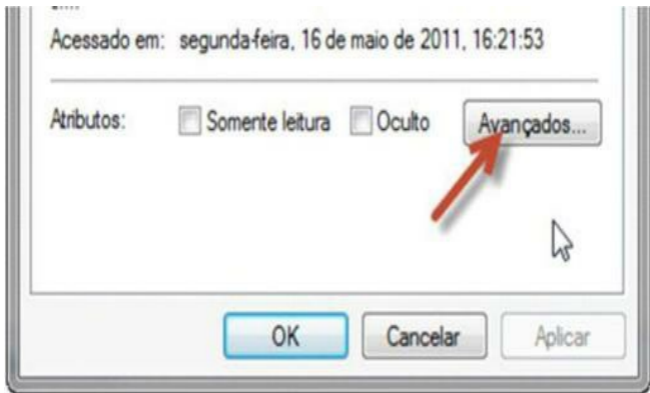 Acessado em: segunda-feira, 16 de maio de 2011, 16:21:53
Atributos: Somente leitura Oculto Avançados...
OK Cancelar Aplicar